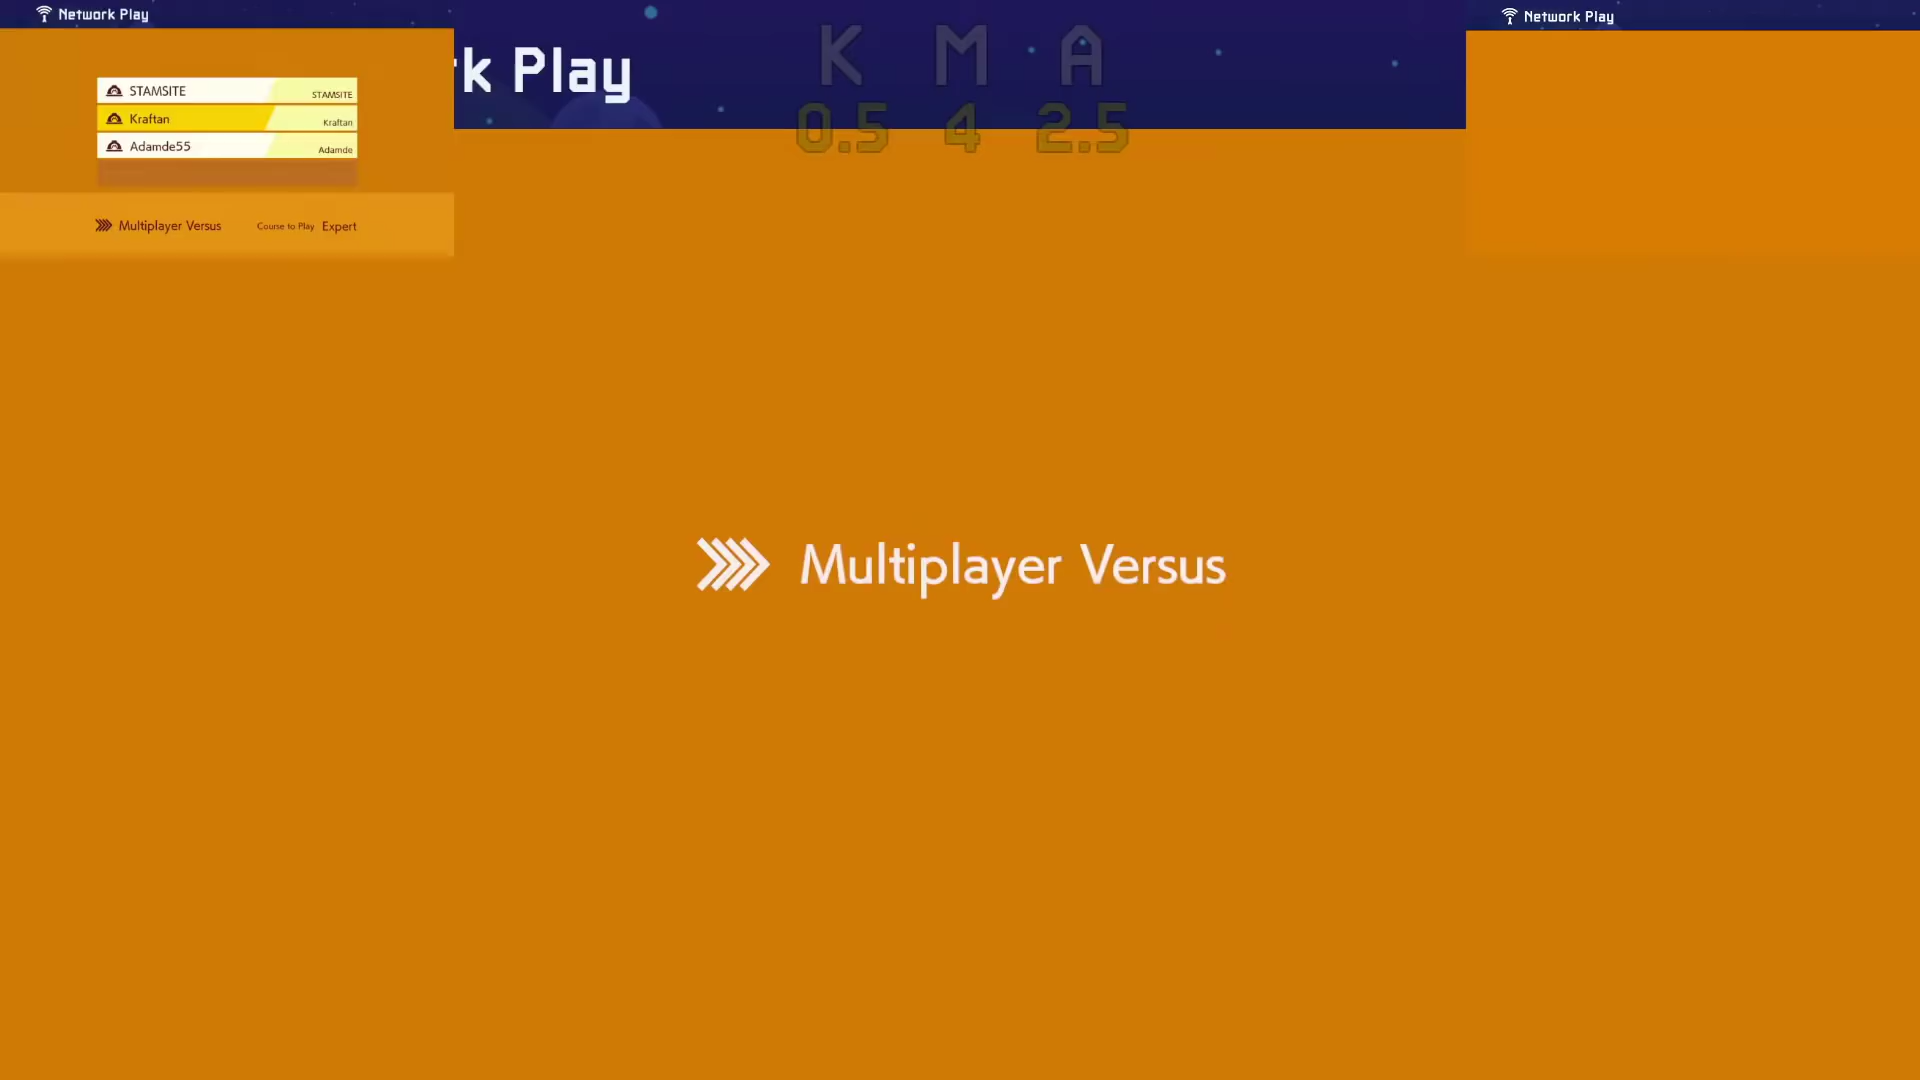 Network Play
STAMSITE STAMSITE
Kraftan Kraftan
Adamde55 Adamde
Multiplayer Versus Course to Play Expert
k Play
K M A
0.5 4 2.5
Network Play
Multiplayer Versus